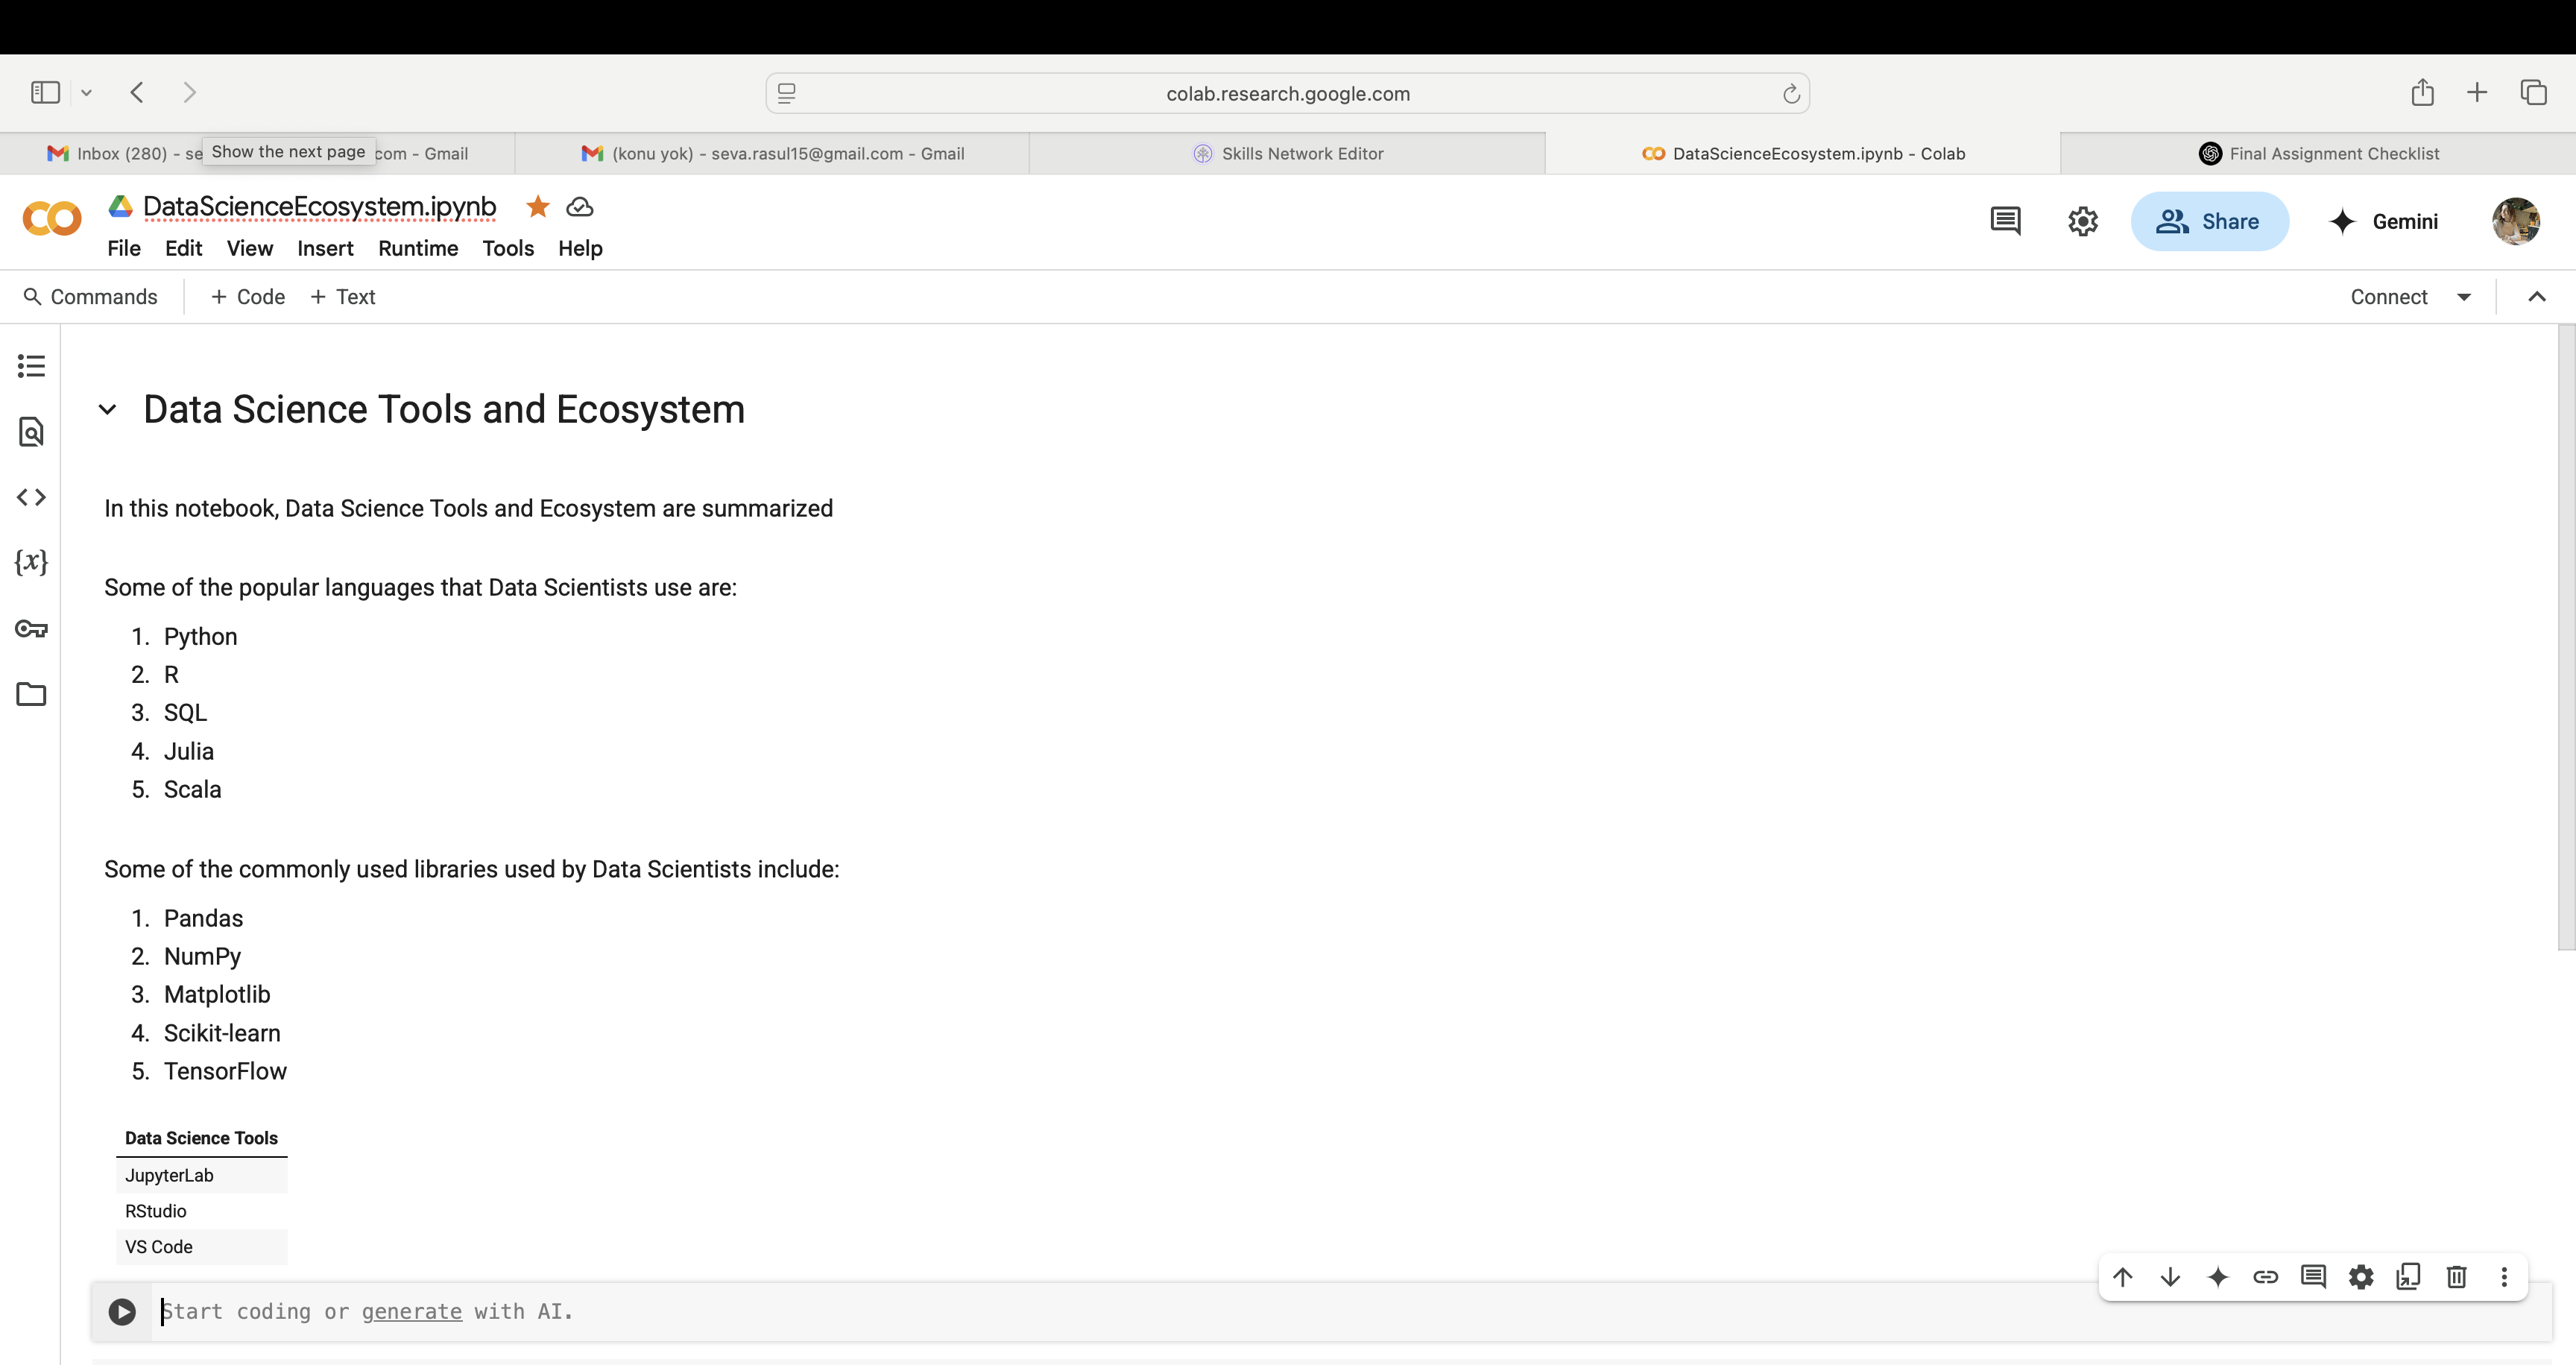 colab.research.google.com
Inbox (280) - se
Show the next page
com - Gmail
(konu yok) - seva.rasul15@gmail.com - Gmail
Skills Network Editor
DataScienceEcosystem.ipynb - Colab
Final Assignment Checklist
DataScienceEcosystem.ipynb
File Edit View Insert Runtime Tools Help
Share
Gemini
Commands
+ Code + Text
Connect
{x}
Data Science Tools and Ecosystem
In this notebook, Data Science Tools and Ecosystem are summarized
Some of the popular languages that Data Scientists use are:
1. Python
2. R
3. SQL
4. Julia
5. Scala
Some of the commonly used libraries used by Data Scientists include:
1. Pandas
2. NumPy
3. Matplotlib
4. Scikit-learn
5. TensorFlow
Data Science Tools
JupyterLab
RStudio
VS Code
Start coding or generate with AI.